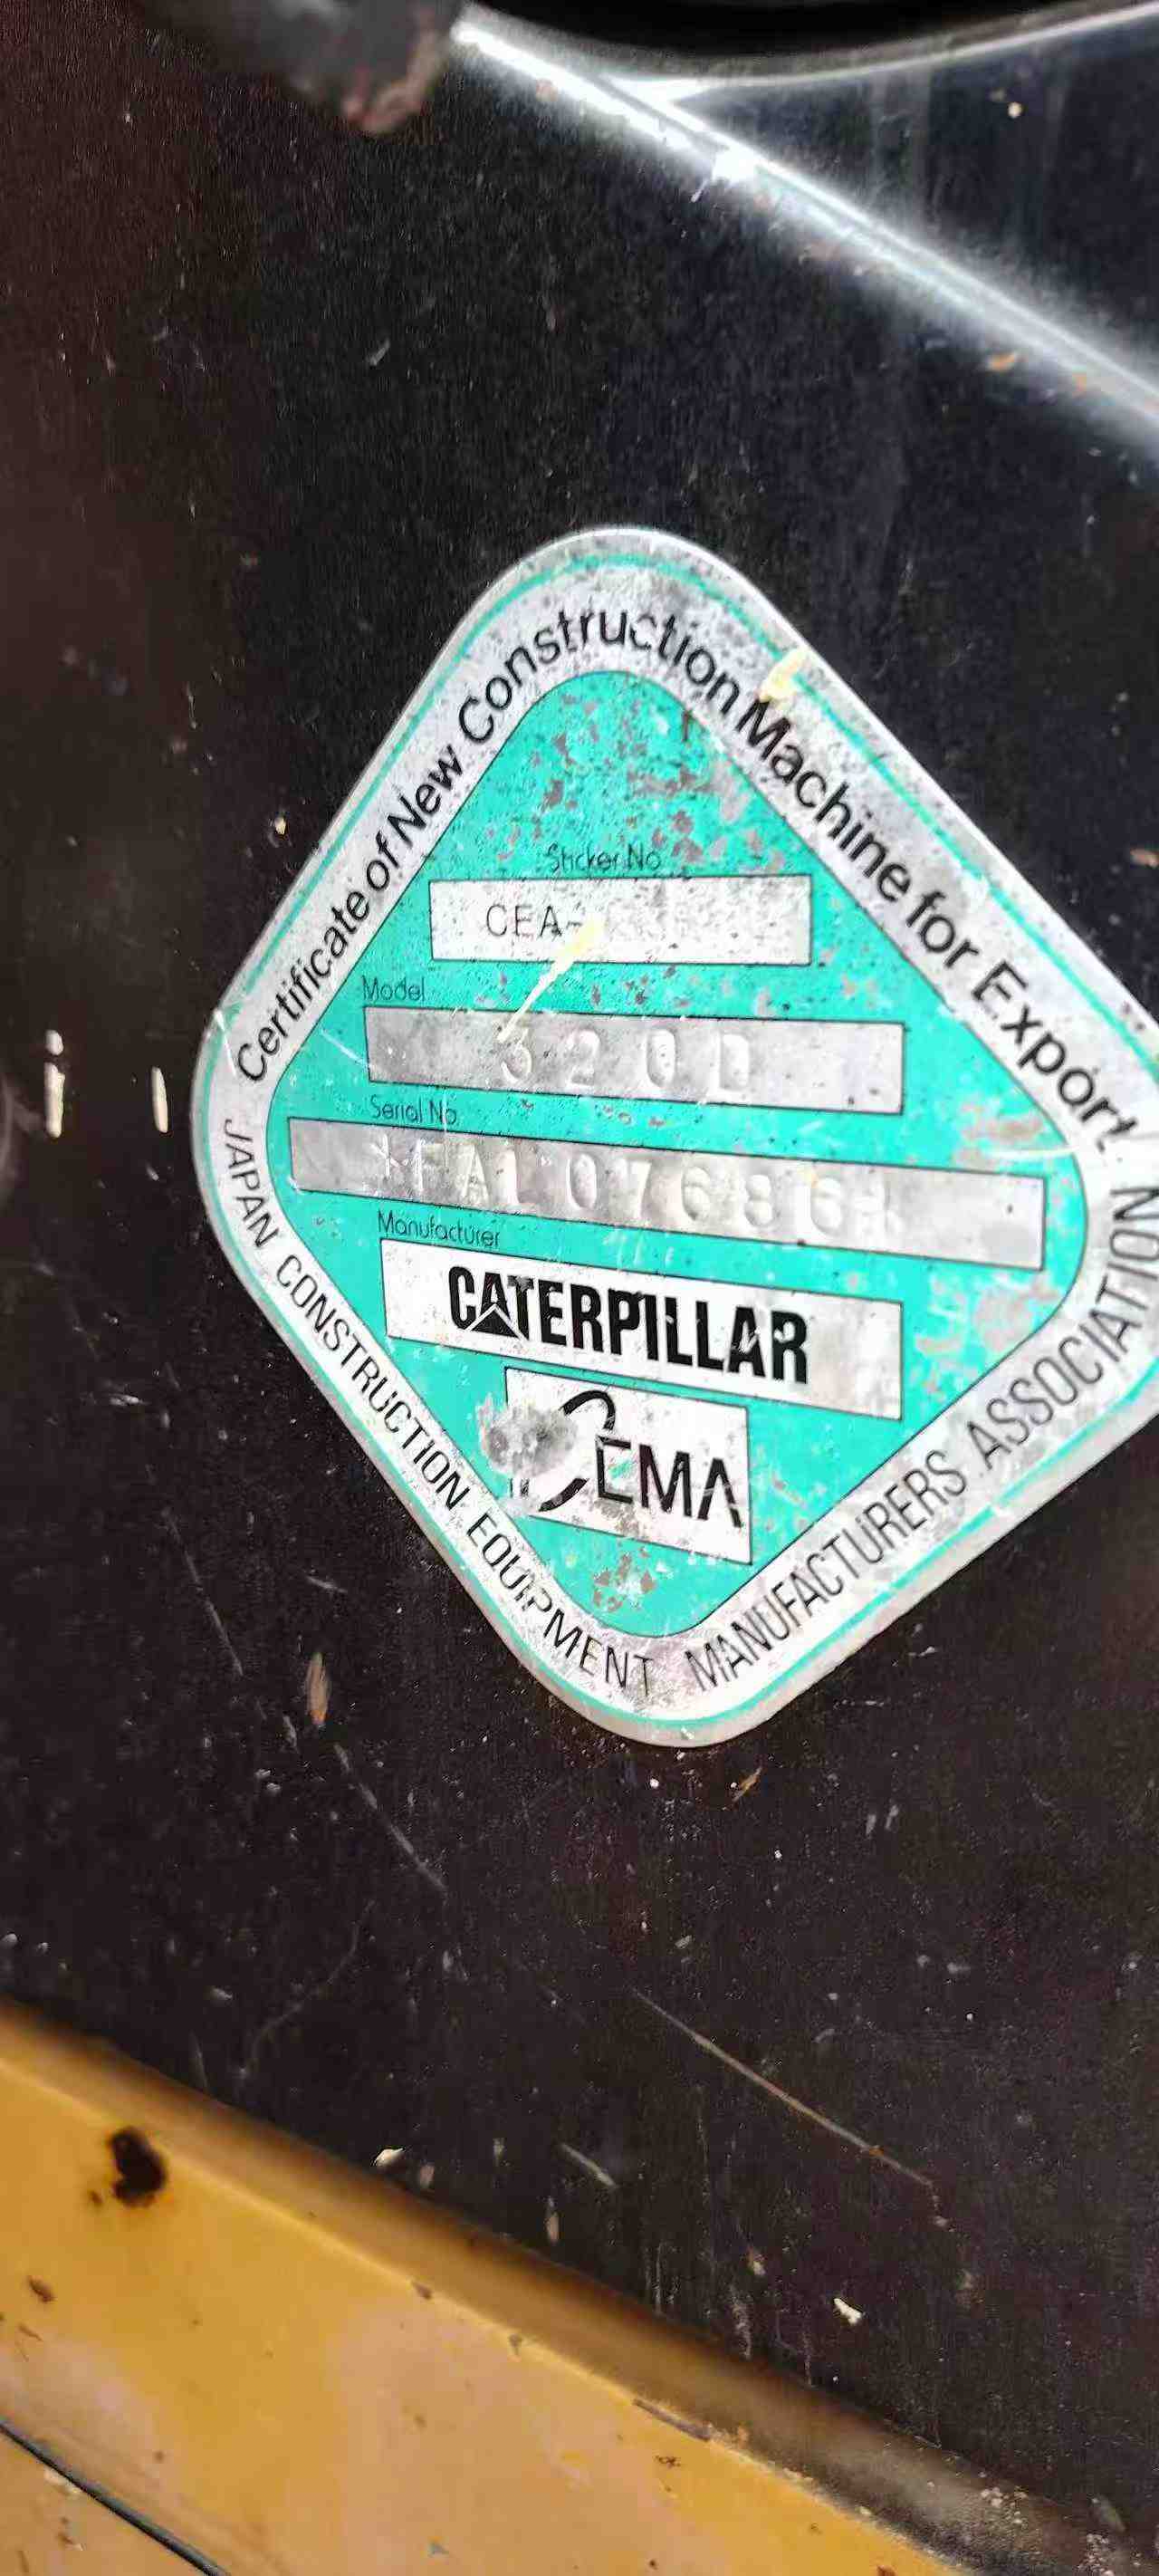 Certificate of New Construction Machine for Export
Sticker No.
CEA-
Model
320D
Serial No.
*FAL07686*
Manufacturer
CATERPILLAR
CEMA
JAPAN CONSTRUCTION EQUIPMENT MANUFACTURERS ASSOCIATION